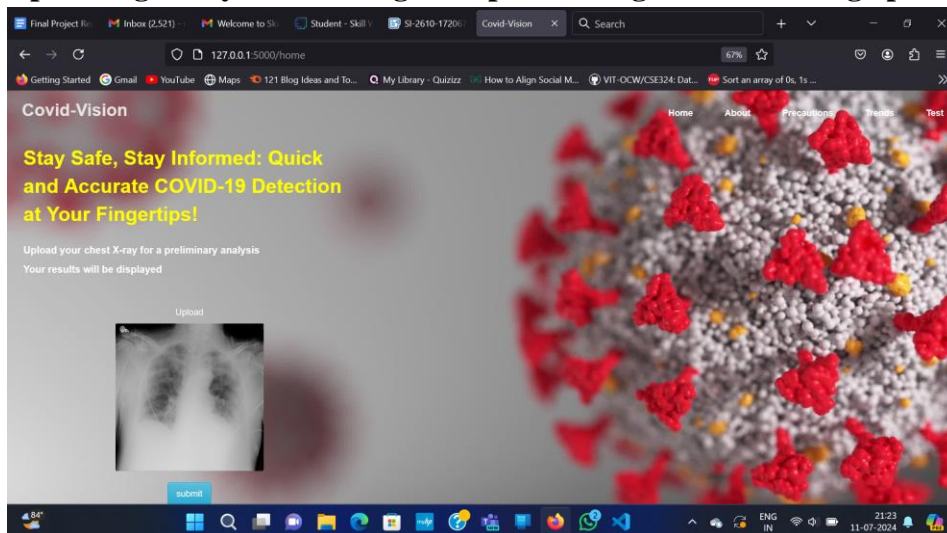 Final Project Re
Inbox (2,521) -
Welcome to Sk
Student - Skill V
SI-2610-17206
Covid-Vision
Search
127.0.0.1:5000/home
67%
Getting Started
Gmail
YouTube
Maps
121 Blog Ideas and To...
My Library - Quizizz
How to Align Social M...
VIT-OCW/CSE324: Dat...
Sort an array of 0s, 1s ...
Covid-Vision
Home
About
Precautions
Trends
Test
Stay Safe, Stay Informed: Quick
and Accurate COVID-19 Detection
at Your Fingertips!
Upload your chest X-ray for a preliminary analysis
Your results will be displayed
Upload
submit
84°
ENG
IN
21:23
11-07-2024